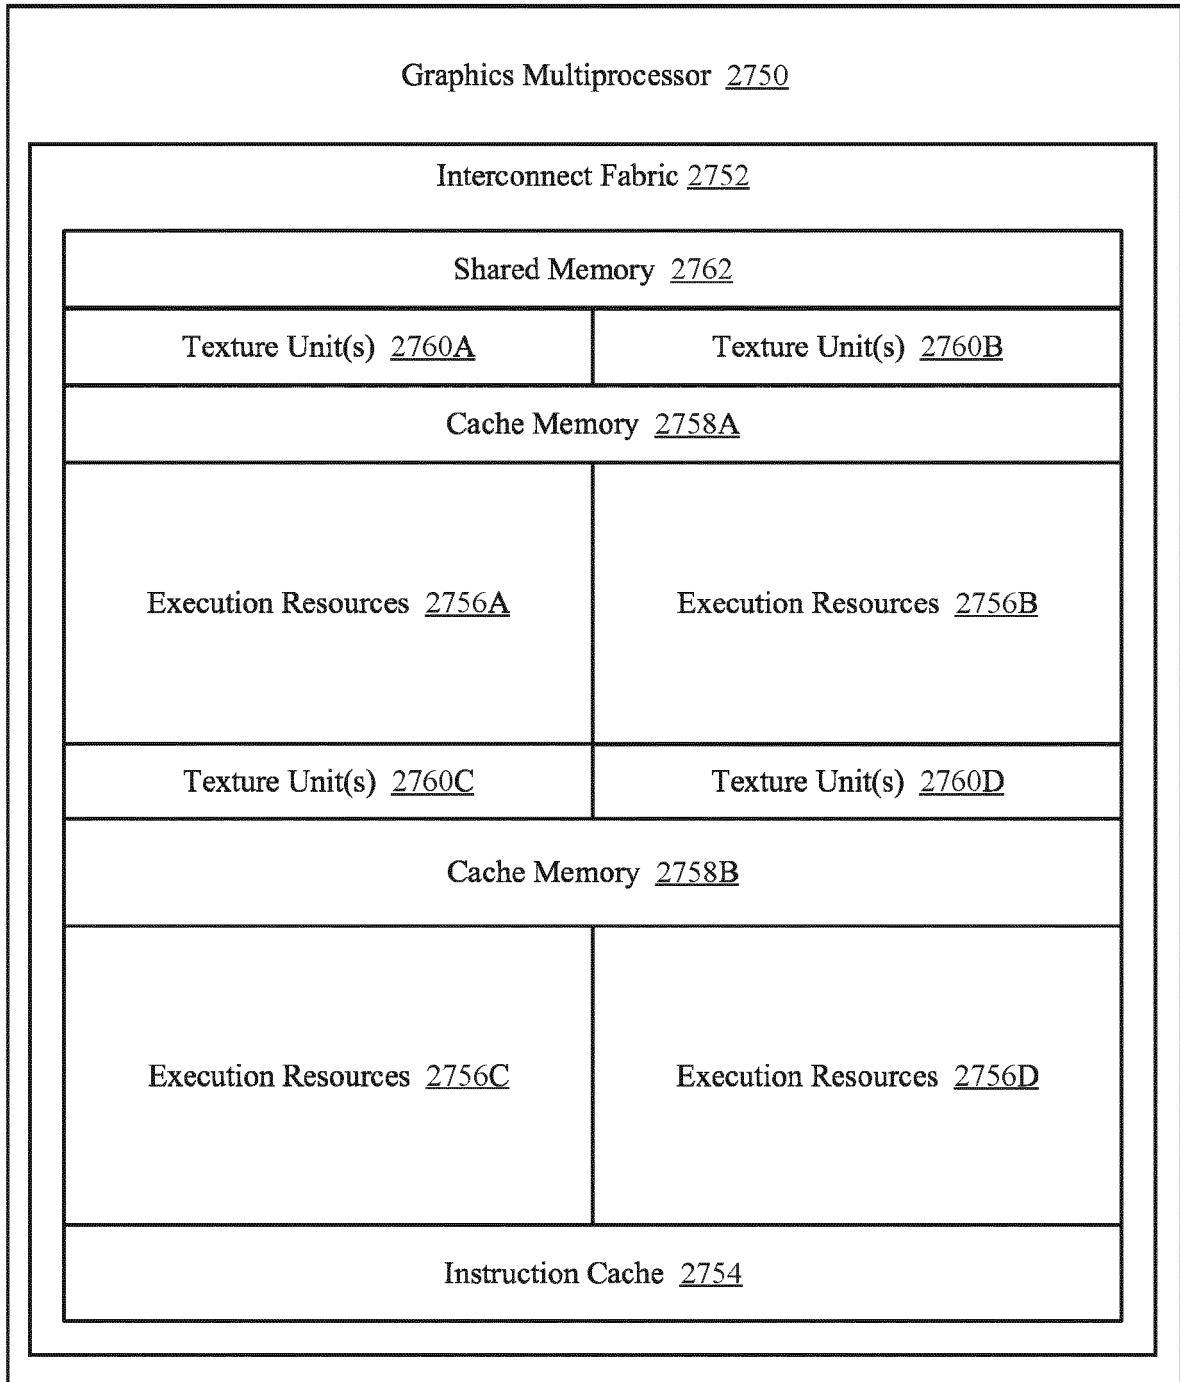 Graphics Multiprocessor 2750
Interconnect Fabric 2752
Shared Memory 2762
Texture Unit(s) 2760A
Texture Unit(s) 2760B
Cache Memory 2758A
Execution Resources 2756A
Execution Resources 2756B
Texture Unit(s) 2760C
Texture Unit(s) 2760D
Cache Memory 2758B
Execution Resources 2756C
Execution Resources 2756D
Instruction Cache 2754